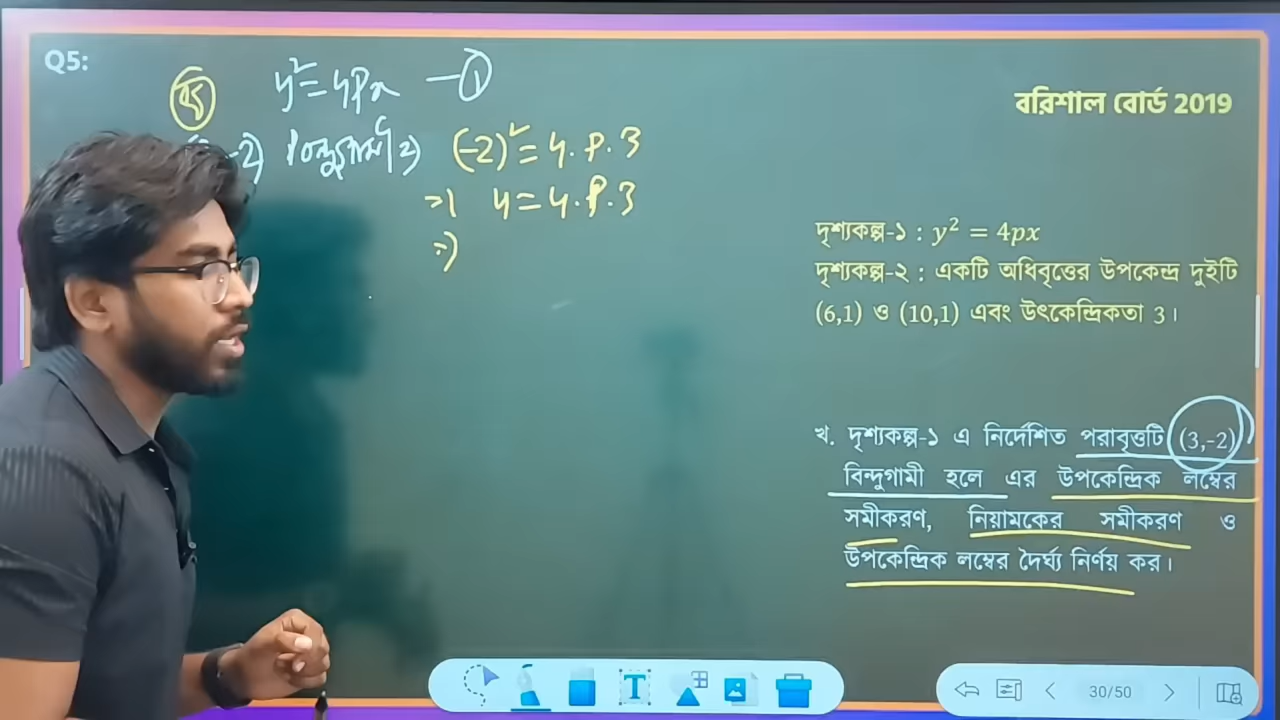 Q5:
y² = 4px —①
-2) বিন্দুগামী (-2)² = 4.P.3
=> 4 = 4.P.3
=>
বরিশাল বোর্ড 2019
দৃশ্যকল্প-১ : y² = 4px
দৃশ্যকল্প-২ : একটি অধিবৃত্তের উপকেন্দ্র দুইটি
(6,1) ও (10,1) এবং উৎকেন্দ্রিকতা 3।
খ. দৃশ্যকল্প-১ এ নির্দেশিত পরাবৃত্তটি (3,-2)
বিন্দুগামী হলে এর উপকেন্দ্রিক লম্বের
সমীকরণ, নিয়ামকের সমীকরণ ও
উপকেন্দ্রিক লম্বের দৈর্ঘ্য নির্ণয় কর।
T
30/50